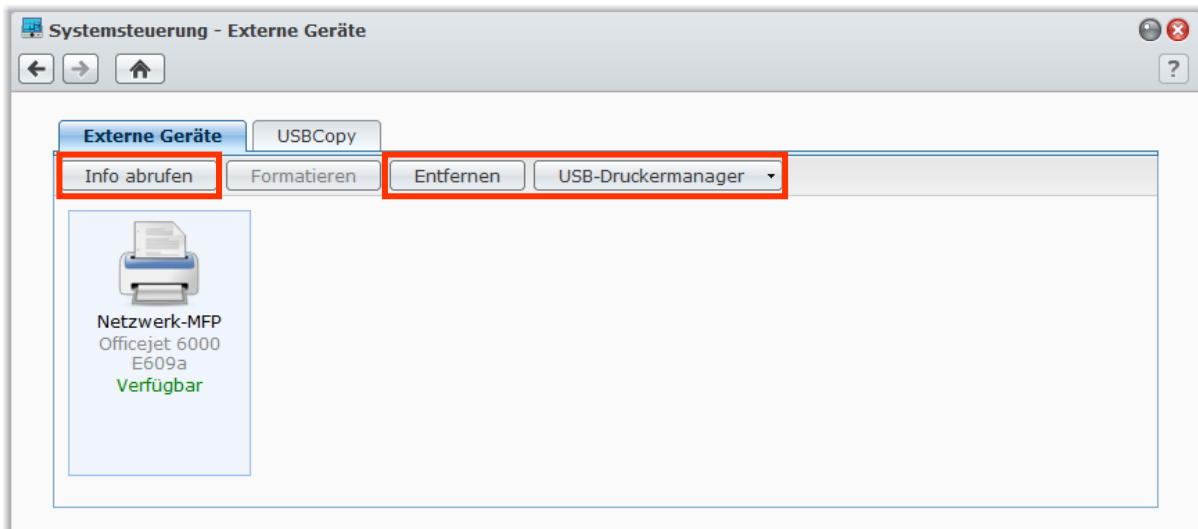 Systemsteuerung - Externe Geräte
?
Externe Geräte USBCopy
Info abrufen Formatieren Entfernen USB-Druckermanager
Netzwerk-MFP
Officejet 6000
E609a
Verfügbar